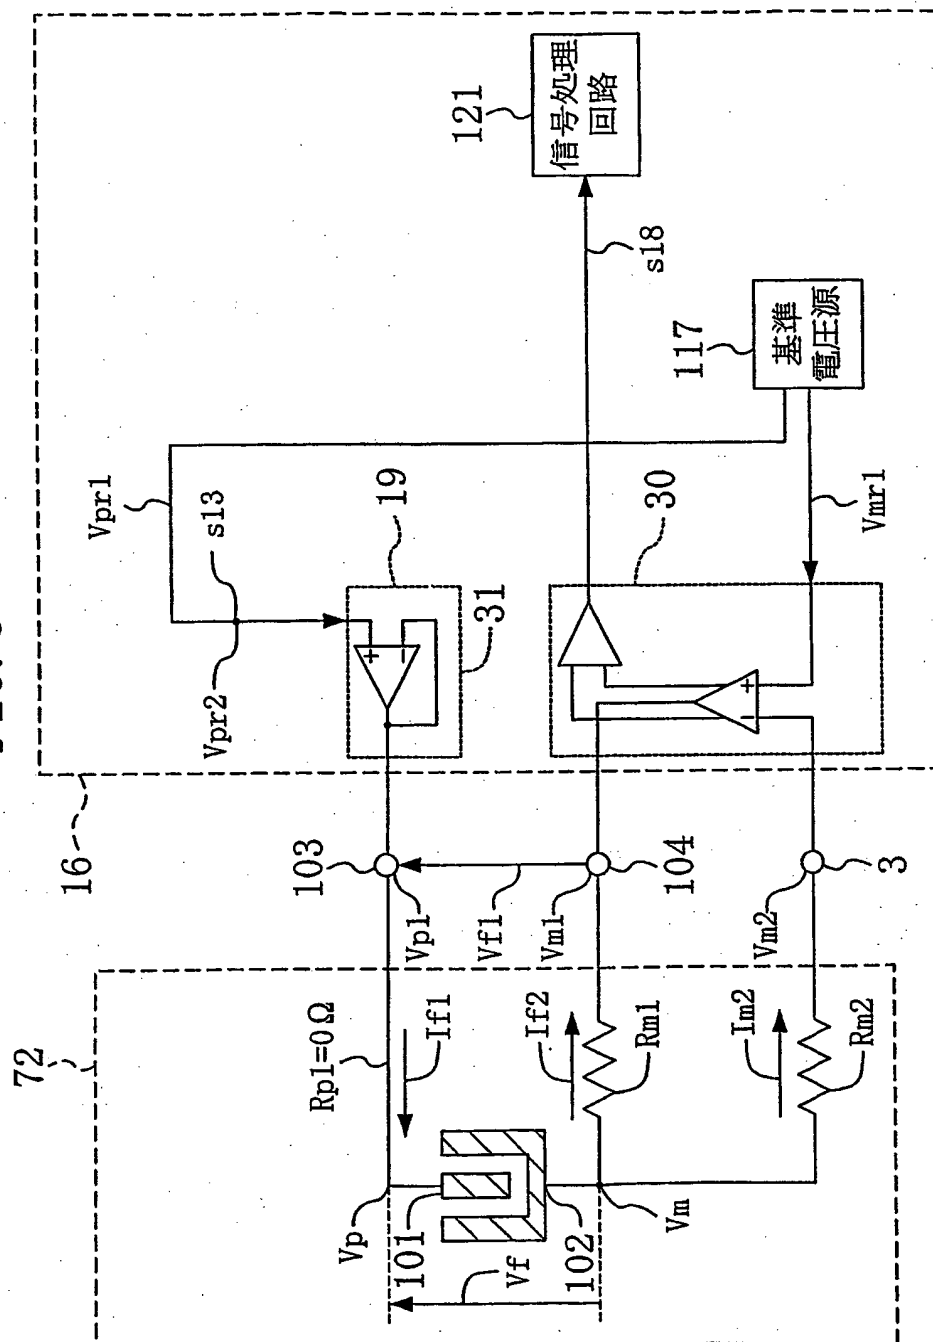 72
16
Rp1=0Ω
If1
Vp
101
102
Vf
Vm
If2
Rm1
Im2
Rm2
103
Vp1
Vf1
Vm1
104
Vm2
3
Vpr2
s13
Vpr1
19
31
+
−
30
+
−
Vmr1
117
基準
電圧源
s18
121
信号処理
回路